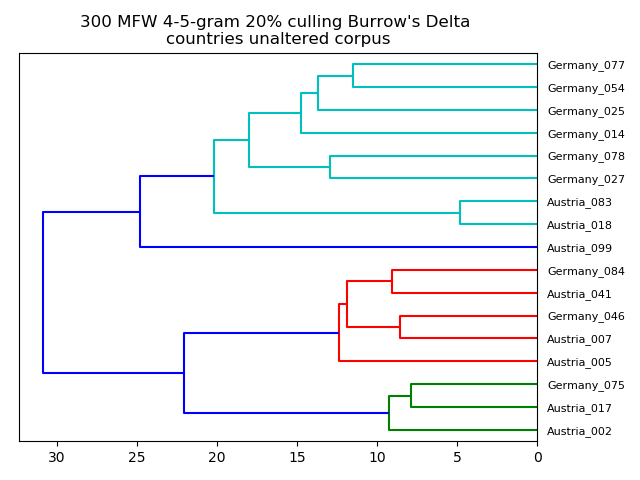 300 MFW 4-5-gram 20% culling Burrow's Delta
countries unaltered corpus
Germany_077
Germany_054
Germany_025
Germany_014
Germany_078
Germany_027
Austria_083
Austria_018
Austria_099
Germany_084
Austria_041
Germany_046
Austria_007
Austria_005
Germany_075
Austria_017
Austria_002
30 25 20 15 10 5 0